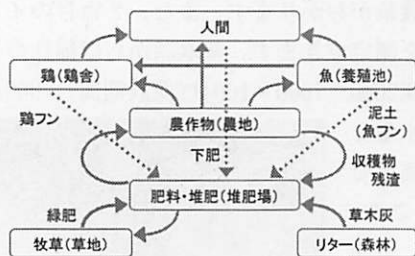 人間
鶏(鶏舎)
魚(養殖池)
鶏フン
農作物(農地)
泥土
(魚フン)
下肥
収穫物
残渣
肥料・堆肥(堆肥場)
緑肥
草木灰
牧草(草地)
リター(森林)